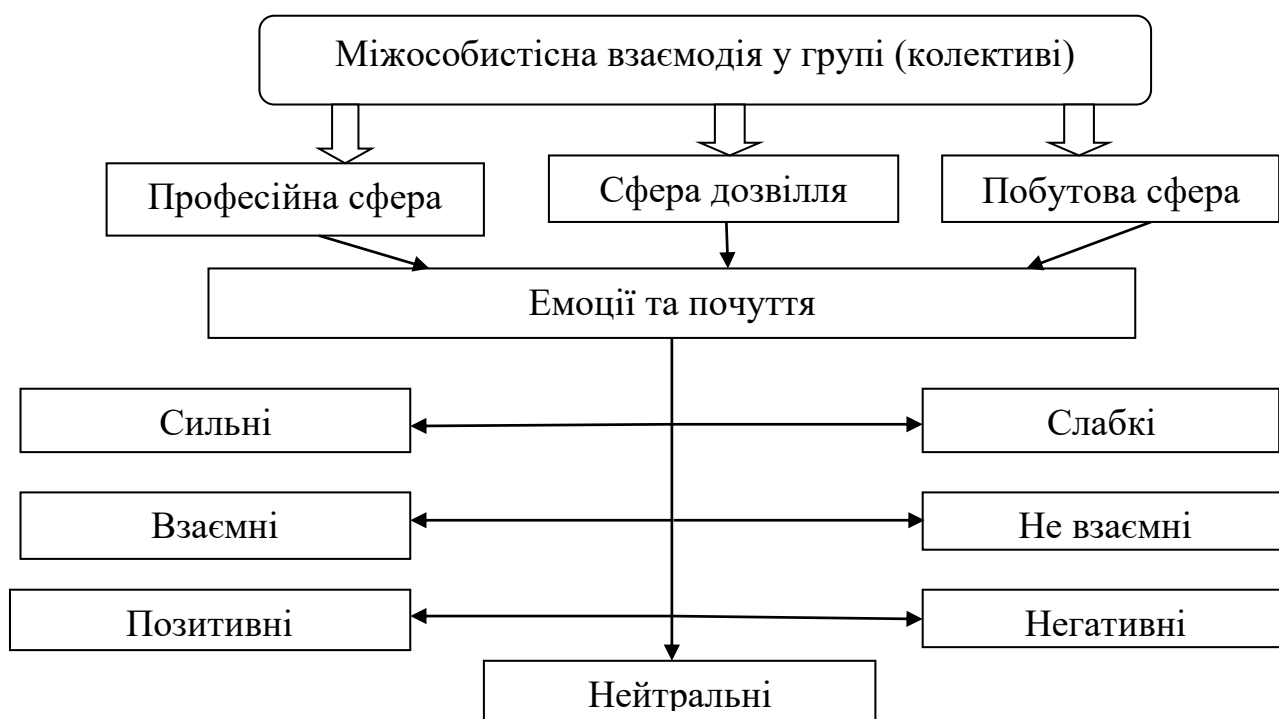 Міжособистісна взаємодія у групі (колективі)
Професійна сфера
Сфера дозвілля
Побутова сфера
Емоції та почуття
Сильні
Слабкі
Взаємні
Не взаємні
Позитивні
Негативні
Нейтральні